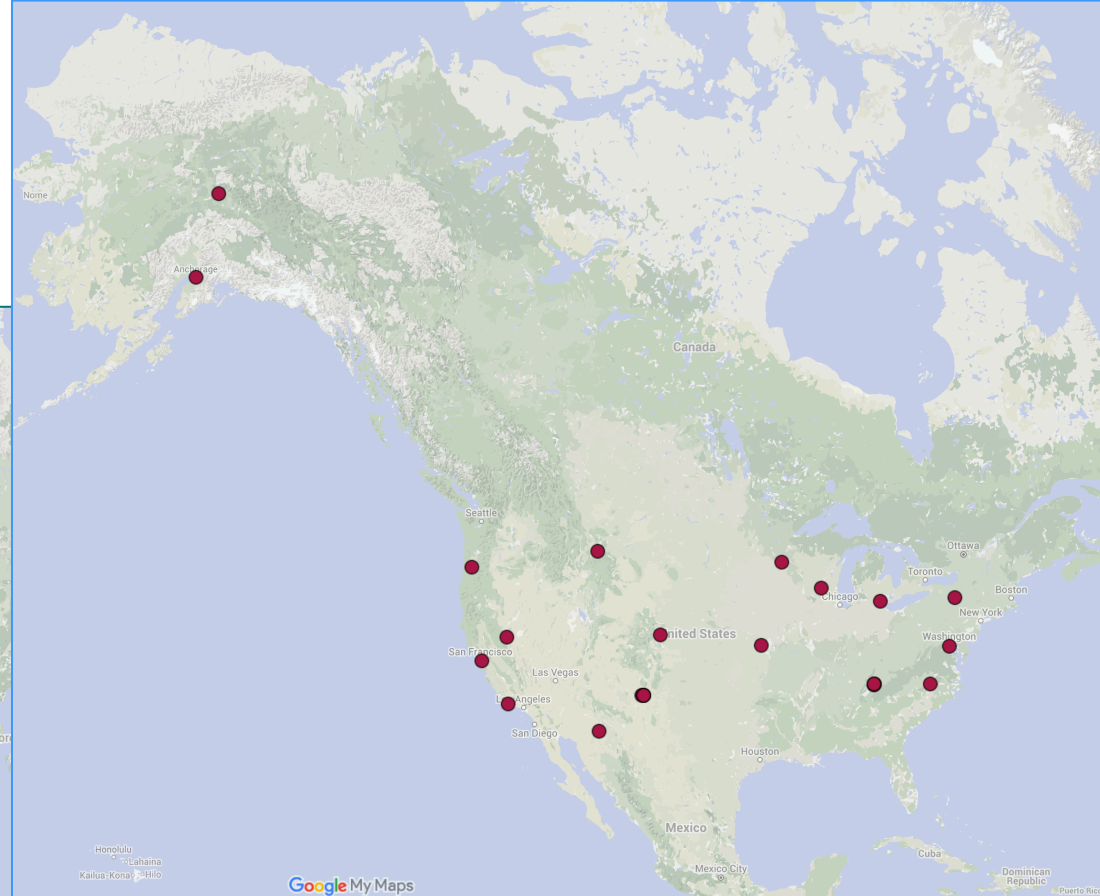 Nome
Anchorage
Canada
Seattle
Ottawa
Toronto
Boston
Chicago
New York
United States
Washington
San Francisco
Las Vegas
Los Angeles
San Diego
Houston
Mexico
Honolulu
Lahaina
Kailua-Kona
Hilo
Cuba
Mexico City
Dominican
Republic
Puerto Rico
Google My Maps